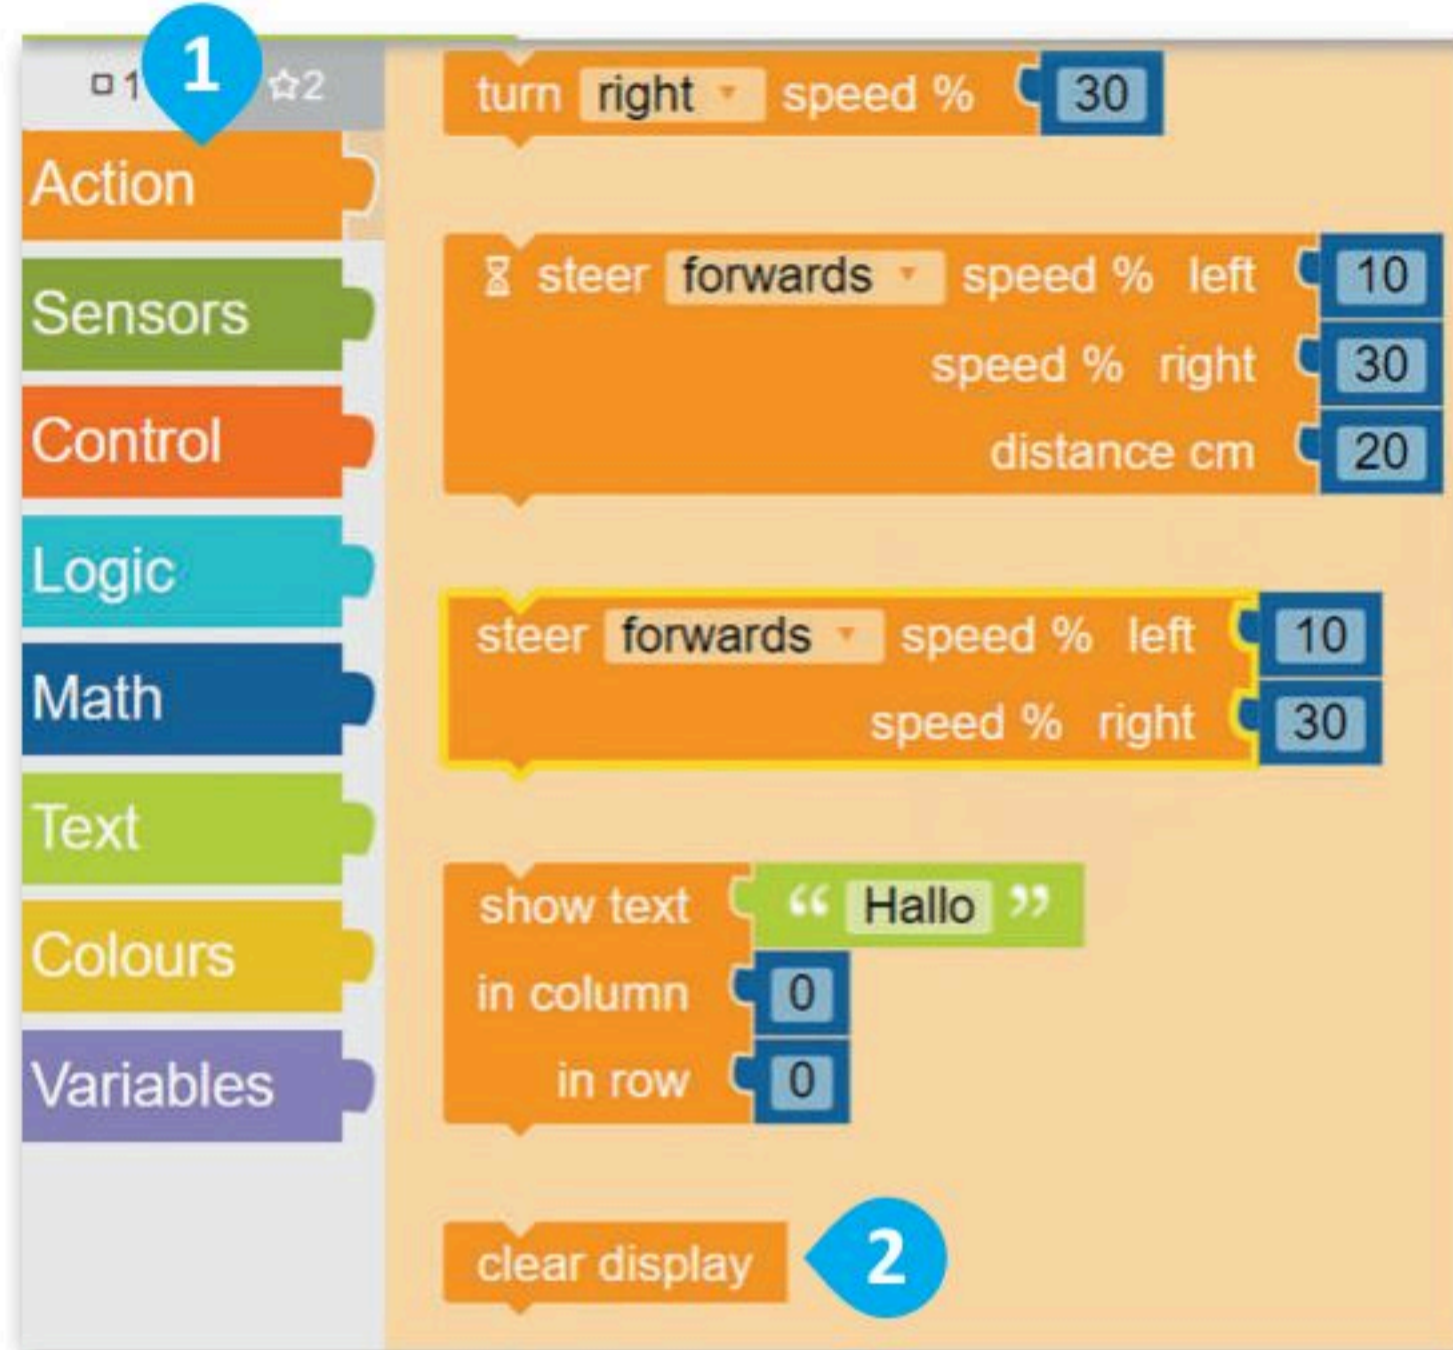 1
1 ☆2
Action
Sensors
Control
Logic
Math
Text
Colours
Variables
turn right speed % 30
steer forwards speed % left 10
speed % right 30
distance cm 20
steer forwards speed % left 10
speed % right 30
show text “ Hallo ”
in column 0
in row 0
clear display 2